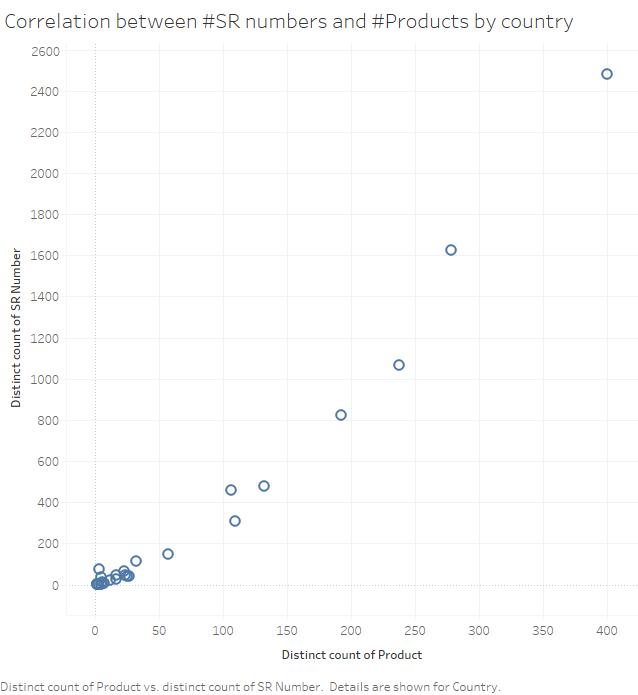 Correlation between #SR numbers and #Products by country
2600
2400
2200
2000
1800
1600
1400
1200
1000
800
600
400
200
0
Distinct count of SR Number
0 50 100 150 200 250 300 350 400
Distinct count of Product
Distinct count of Product vs. distinct count of SR Number. Details are shown for Country.